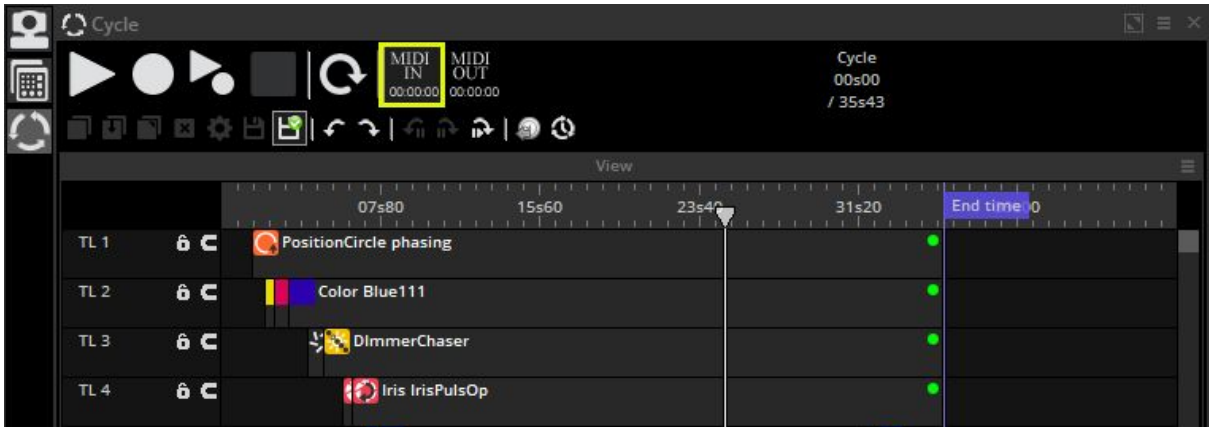 Cycle
MIDI IN 00:00:00
MIDI OUT 00:00:00
Cycle
00s00
/ 35s43
View
07s80 15s60 23s40 31s20 End time
TL 1 PositionCircle phasing
TL 2 Color Blue111
TL 3 DImmerChaser
TL 4 Iris IrisPulsOp